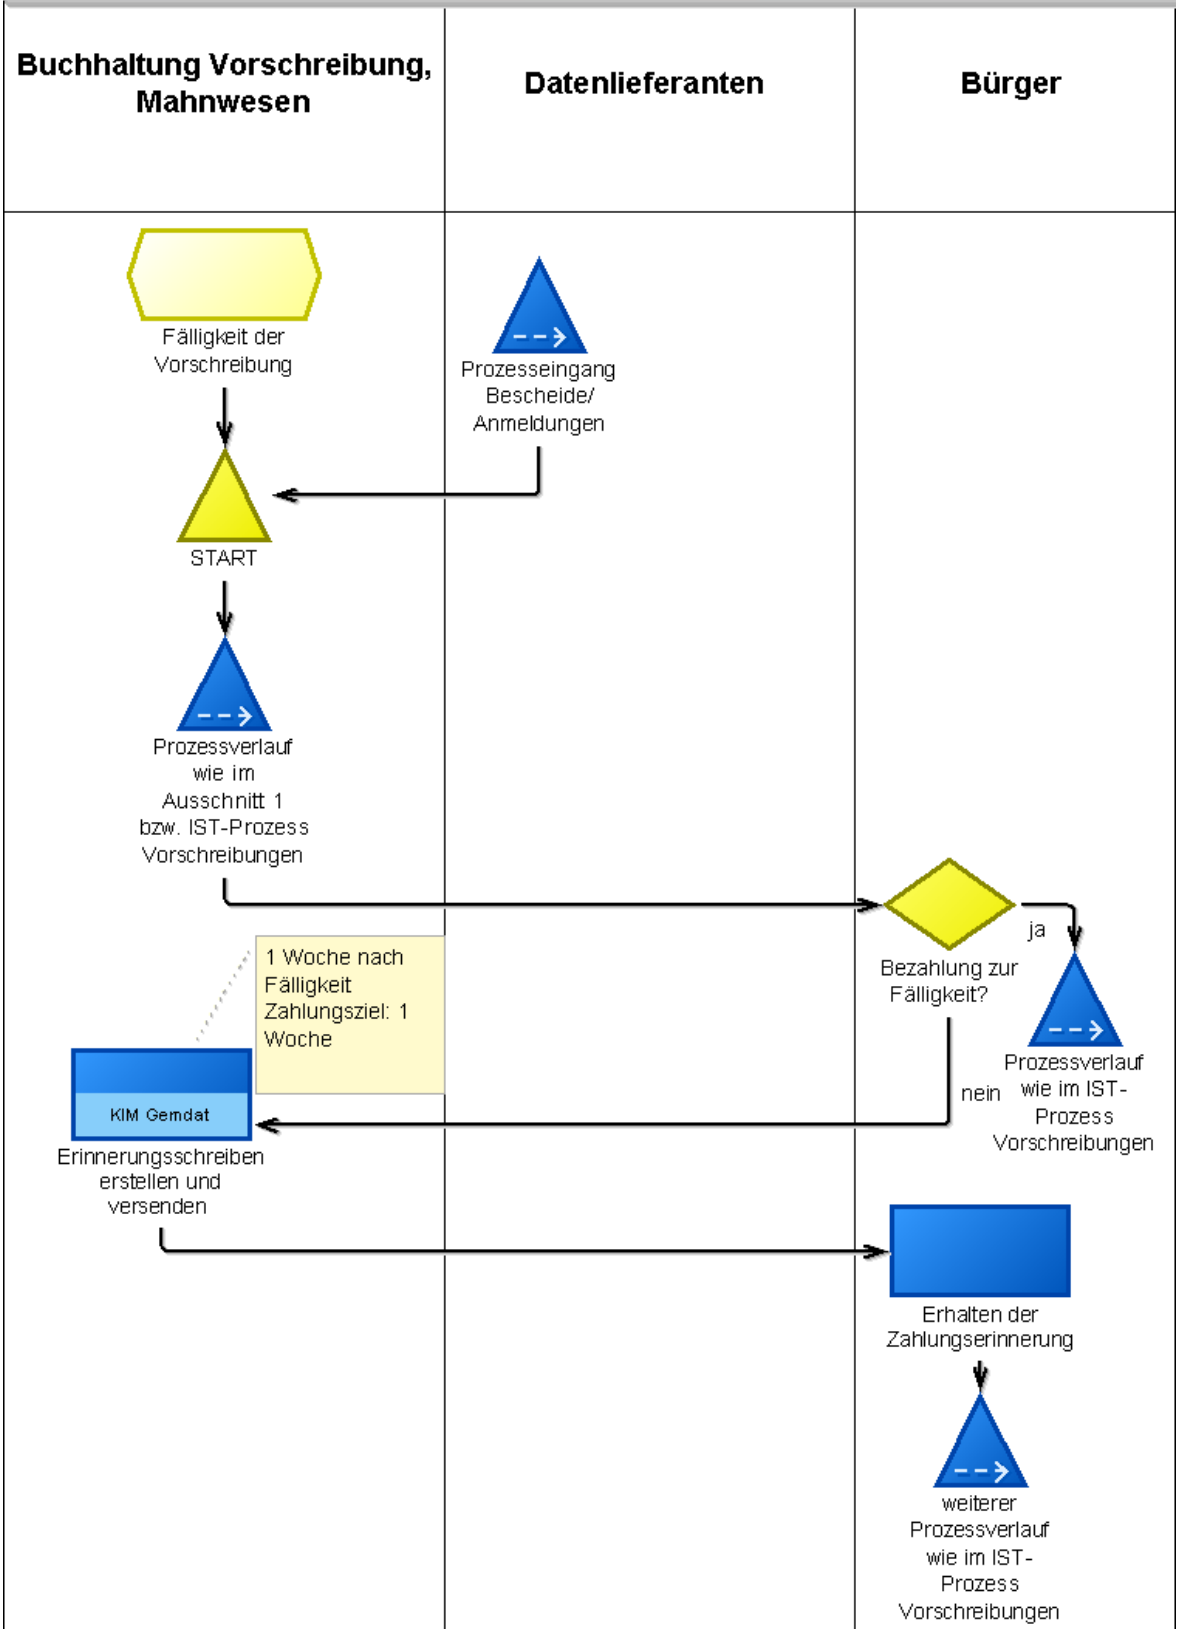 Buchhaltung Vorschreibung,
Mahnwesen
Datenlieferanten
Bürger
Fälligkeit der
Vorschreibung
Prozesseingang
Bescheide/
Anmeldungen
START
Prozessverlauf
wie im
Ausschnitt 1
bzw. IST-Prozess
Vorschreibungen
Bezahlung zur
Fälligkeit?
ja
Prozessverlauf
wie im IST-
Prozess
Vorschreibungen
nein
1 Woche nach
Fälligkeit
Zahlungsziel: 1
Woche
KIM Gemdat
Erinnerungsschreiben
erstellen und
versenden
Erhalten der
Zahlungserinnerung
weiterer
Prozessverlauf
wie im IST-
Prozess
Vorschreibungen